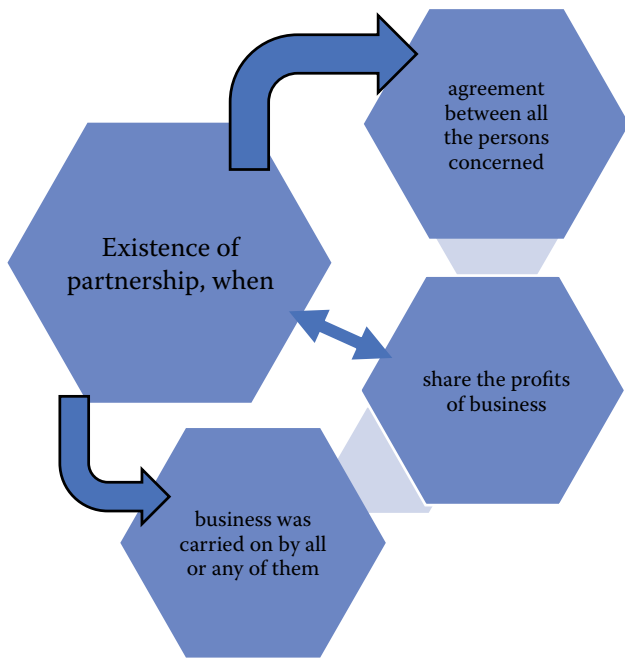 Existence of
partnership, when
agreement
between all
the persons
concerned
share the profits
of business
business was
carried on by all
or any of them